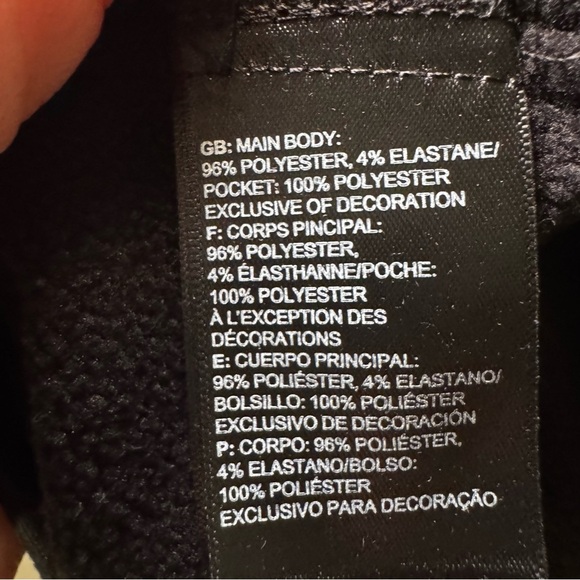 GB: MAIN BODY:
96% POLYESTER, 4% ELASTANE/
POCKET: 100% POLYESTER
EXCLUSIVE OF DECORATION
F: CORPS PINCIPAL:
96% POLYESTER,
4% ÉLASTHANNE/POCHE:
100% POLYESTER
À L'EXCEPTION DES
DÉCORATIONS
E: CUERPO PRINCIPAL:
96% POLIÉSTER, 4% ELASTANO/
BOLSILLO: 100% POLIÉSTER
EXCLUSIVO DE DECORACIÓN
P: CORPO: 96% POLIÉSTER,
4% ELASTANO/BOLSO:
100% POLIÉSTER
EXCLUSIVO PARA DECORAÇÃO